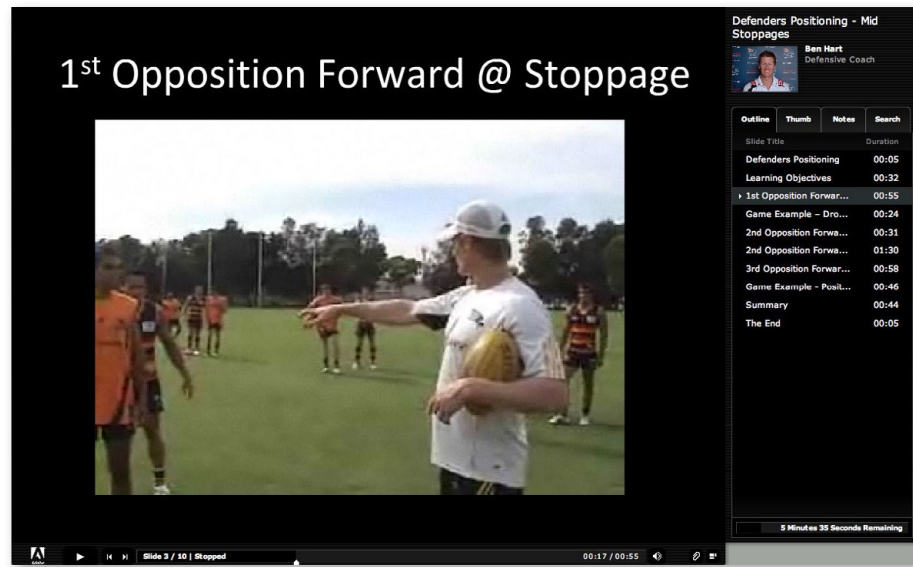 1st Opposition Forward @ Stoppage
Defenders Positioning - Mid
Stoppages
Ben Hart
Defensive Coach
Outline Thumb Notes Search
Slide Title Duration
Defenders Positioning 00:05
Learning Objectives 00:32
1st Opposition Forwar... 00:55
Game Example – Dro... 00:24
2nd Opposition Forwa... 00:31
2nd Opposition Forwa... 01:30
3rd Opposition Forwar... 00:58
Game Example - Posit... 00:46
Summary 00:44
The End 00:05
5 Minutes 35 Seconds Remaining
Adobe Slide 3 / 10 | Stopped 00:17 / 00:55